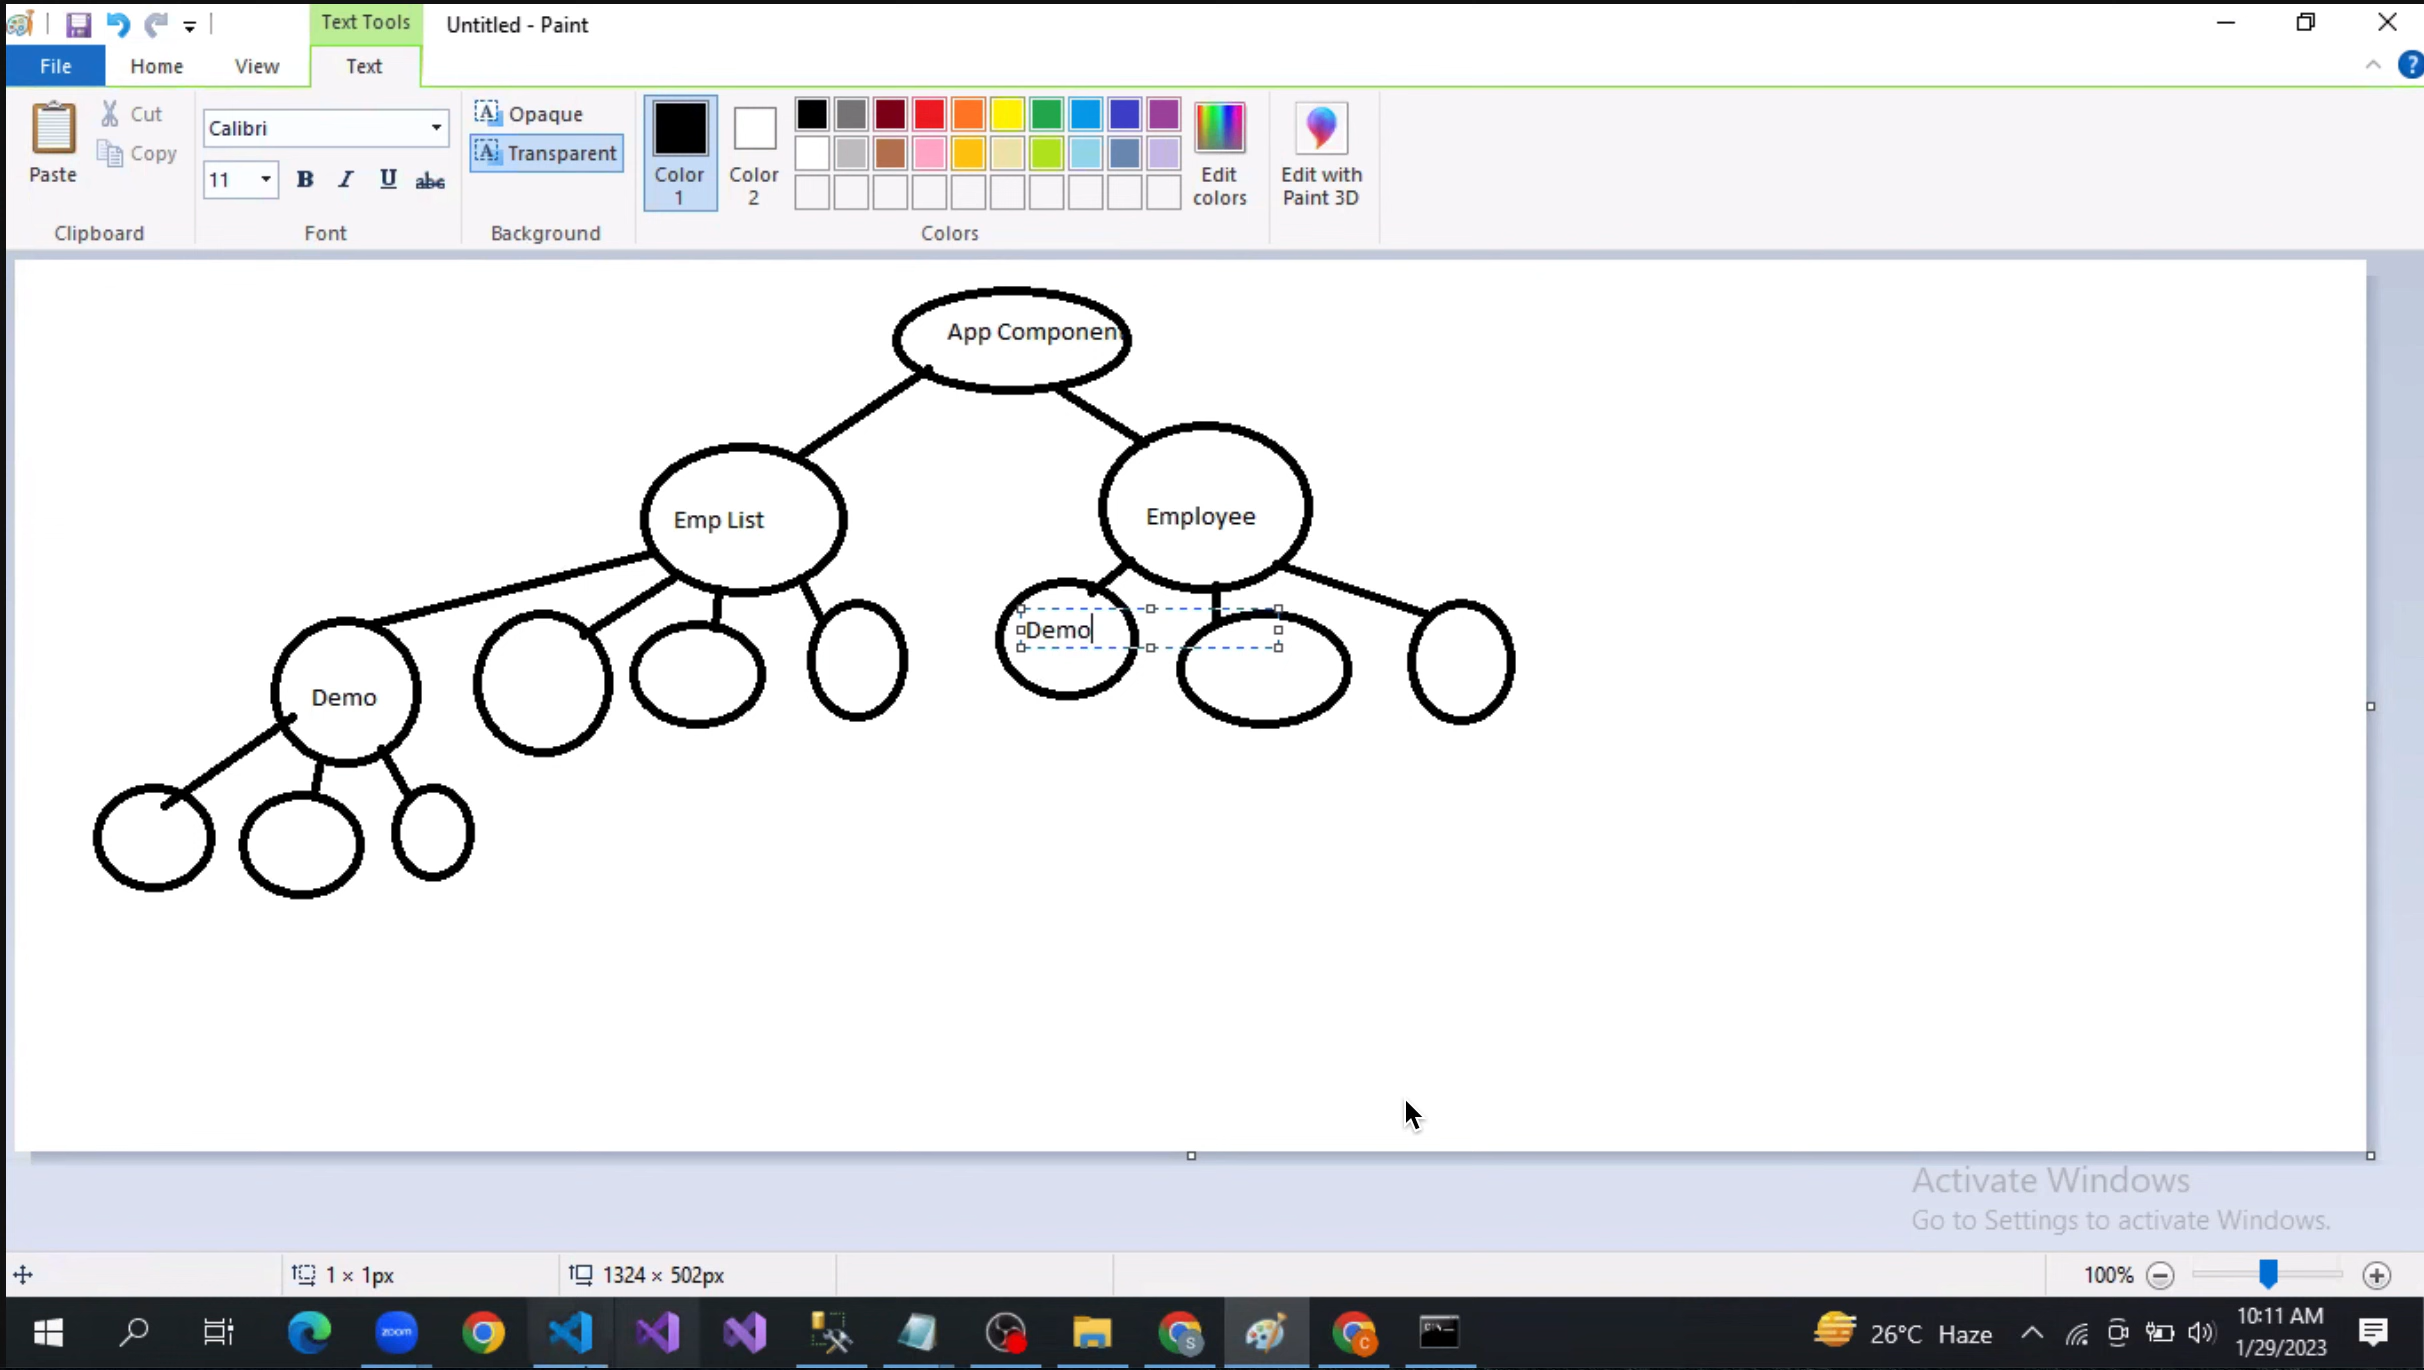 Text Tools
Untitled - Paint
File
Home
View
Text
Paste
Cut
Copy
Clipboard
Calibri
11
B
I
U
abc
Font
Opaque
Transparent
Background
Color
1
Color
2
Edit
colors
Colors
Edit with
Paint 3D
App Componen
Emp List
Employee
Demo
Demo
Activate Windows
Go to Settings to activate Windows.
1 × 1px
1324 × 502px
100%
zoom
S
C
26°C Haze
10:11 AM
1/29/2023